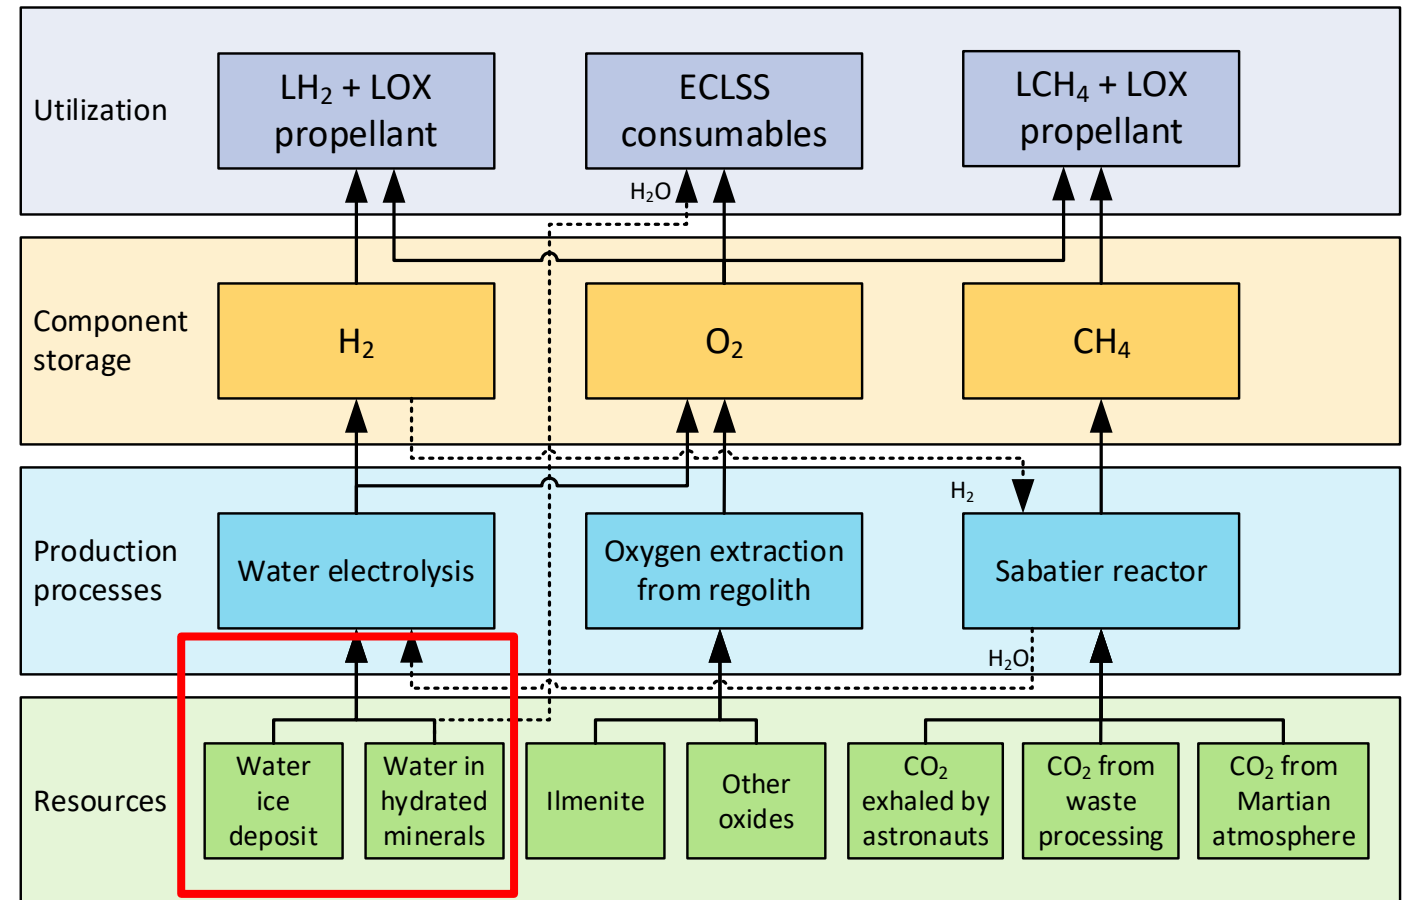 Utilization
LH₂ + LOX
propellant
ECLSS
consumables
LCH₄ + LOX
propellant
H₂O
Component
storage
H₂
O₂
CH₄
H₂
Production
processes
Water electrolysis
Oxygen extraction
from regolith
Sabatier reactor
H₂O
Resources
Water
ice
deposit
Water in
hydrated
minerals
Ilmenite
Other
oxides
CO₂
exhaled by
astronauts
CO₂ from
waste
processing
CO₂ from
Martian
atmosphere